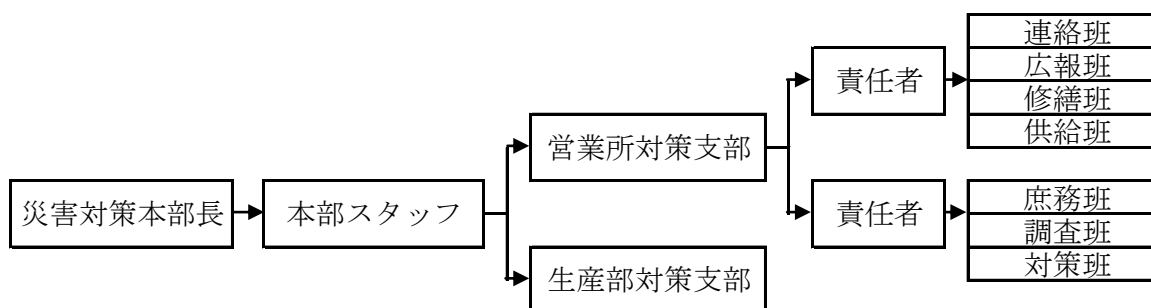 災害対策本部長
本部スタッフ
営業所対策支部
生産部対策支部
責任者
連絡班
広報班
修繕班
供給班
責任者
庶務班
調査班
対策班